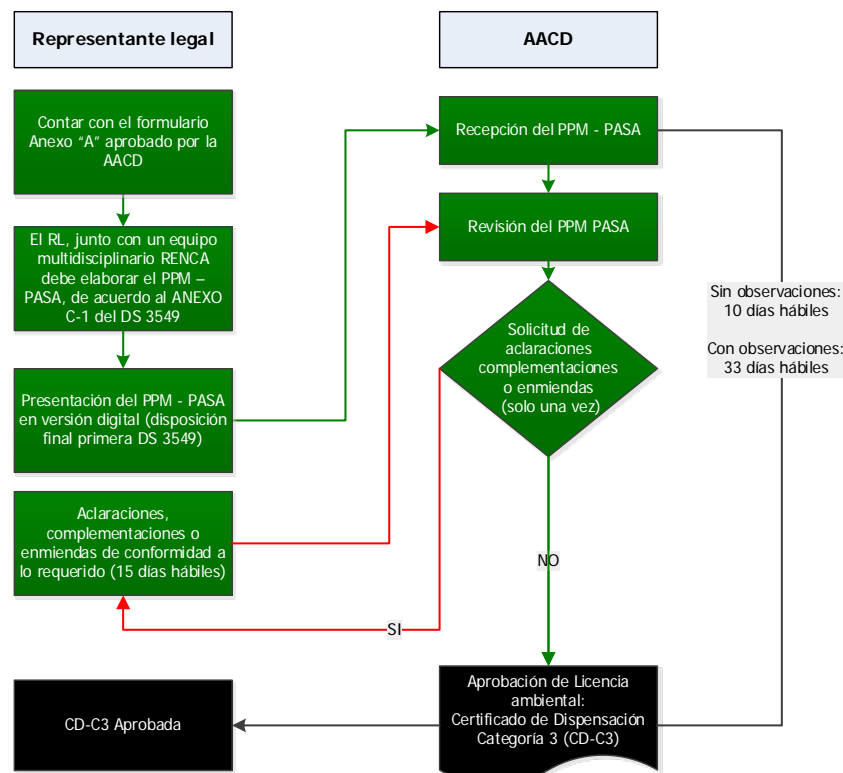 Representante legal
AACD
Contar con el formulario
Anexo “A” aprobado por la
AACD
El RL, junto con un equipo
multidisciplinario RENCA
debe elaborar el PPM –
PASA, de acuerdo al ANEXO
C-1 del DS 3549
Presentación del PPM - PASA
en versión digital (disposición
final primera DS 3549)
Aclaraciones,
complementaciones o
enmiendas de conformidad a
lo requerido (15 días hábiles)
Recepción del PPM - PASA
Revisión del PPM PASA
Solicitud de
aclaraciones
complementaciones
o enmiendas
(solo una vez)
Sin observaciones:
10 días hábiles
Con observaciones:
33 días hábiles
NO
SI
Aprobación de Licencia
ambiental:
Certificado de Dispensación
Categoría 3 (CD-C3)
CD-C3 Aprobada